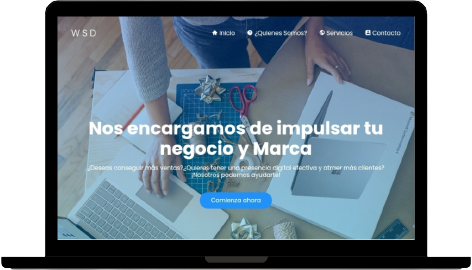 WSD
Inicio
¿Quienes Somos?
Servicios
Contacto
Nos encargamos de impulsar tu
negocio y Marca
¿Deseas conseguir más ventas? ¿Quieres tener una presencia digital efectiva y atraer más clientes?
¡Nosotros podemos ayudarte!
Comienza ahora